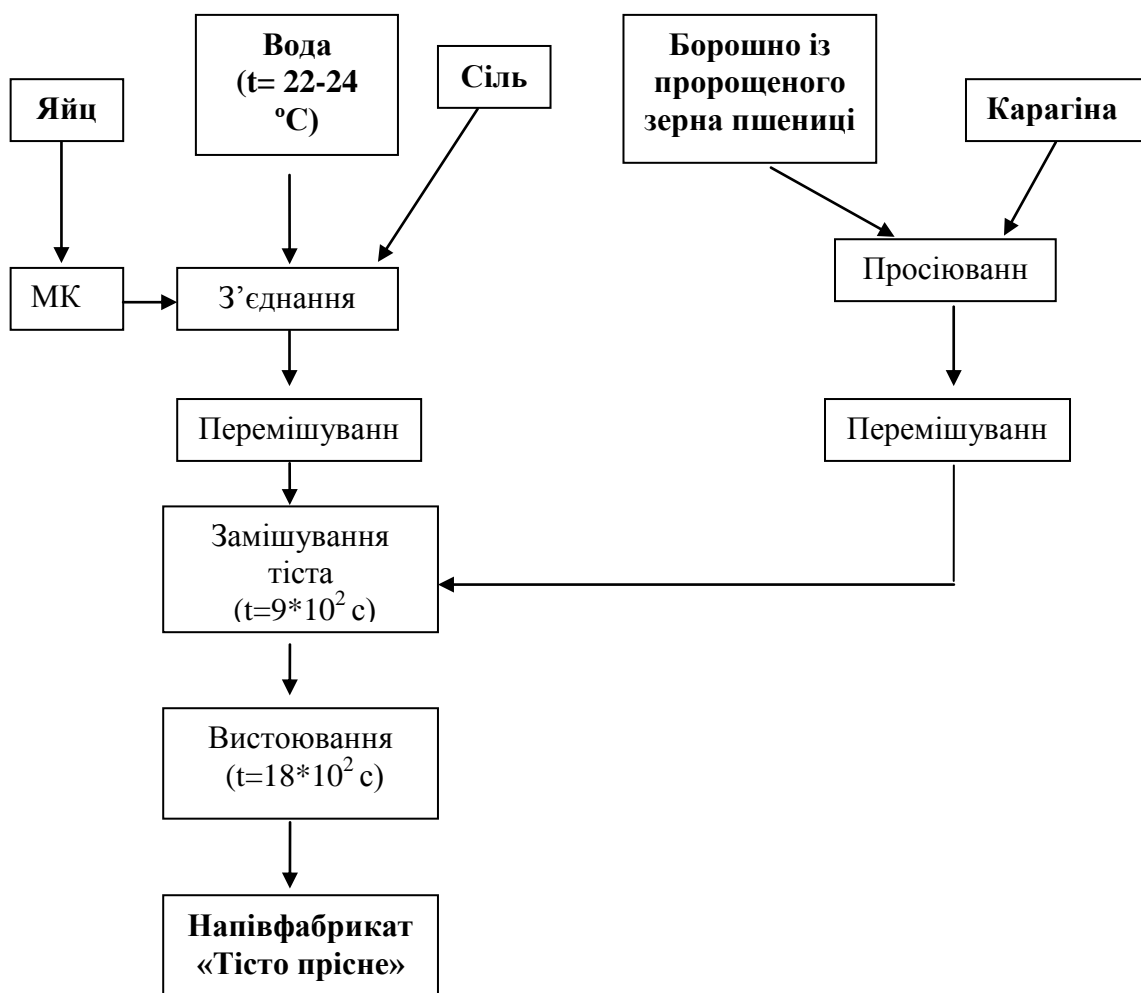 Вода
(t= 22-24
ºС)
Сіль
Яйц
Борошно із
пророщеного
зерна пшениці
Карагіна
МК
З’єднання
Просіюванн
Перемішуванн
Перемішуванн
Замішування
тіста
(t=9*10² с)
Вистоювання
(t=18*10² с)
Напівфабрикат
«Тісто прісне»